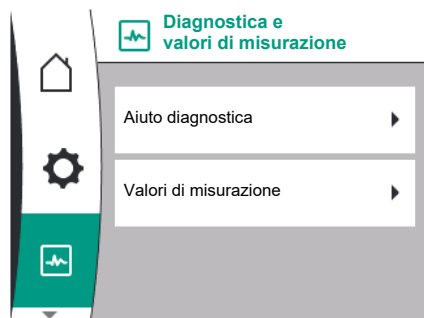 Diagnostica e
valori di misurazione
Aiuto diagnostica
Valori di misurazione